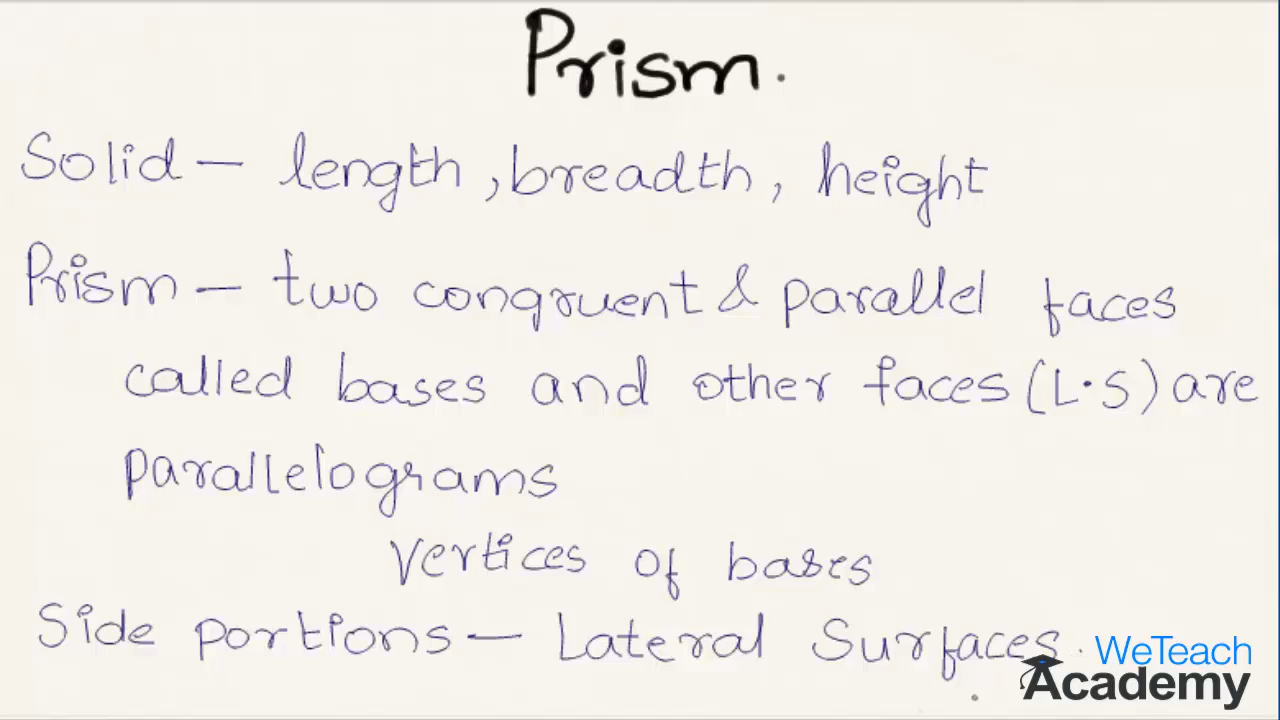 Prism.
Solid — length, breadth, height
Prism — two congruent & parallel faces
called bases and other faces (L.S) are
parallelograms
Vertices of bases
Side portions — Lateral Surfaces.
WeTeach
Academy